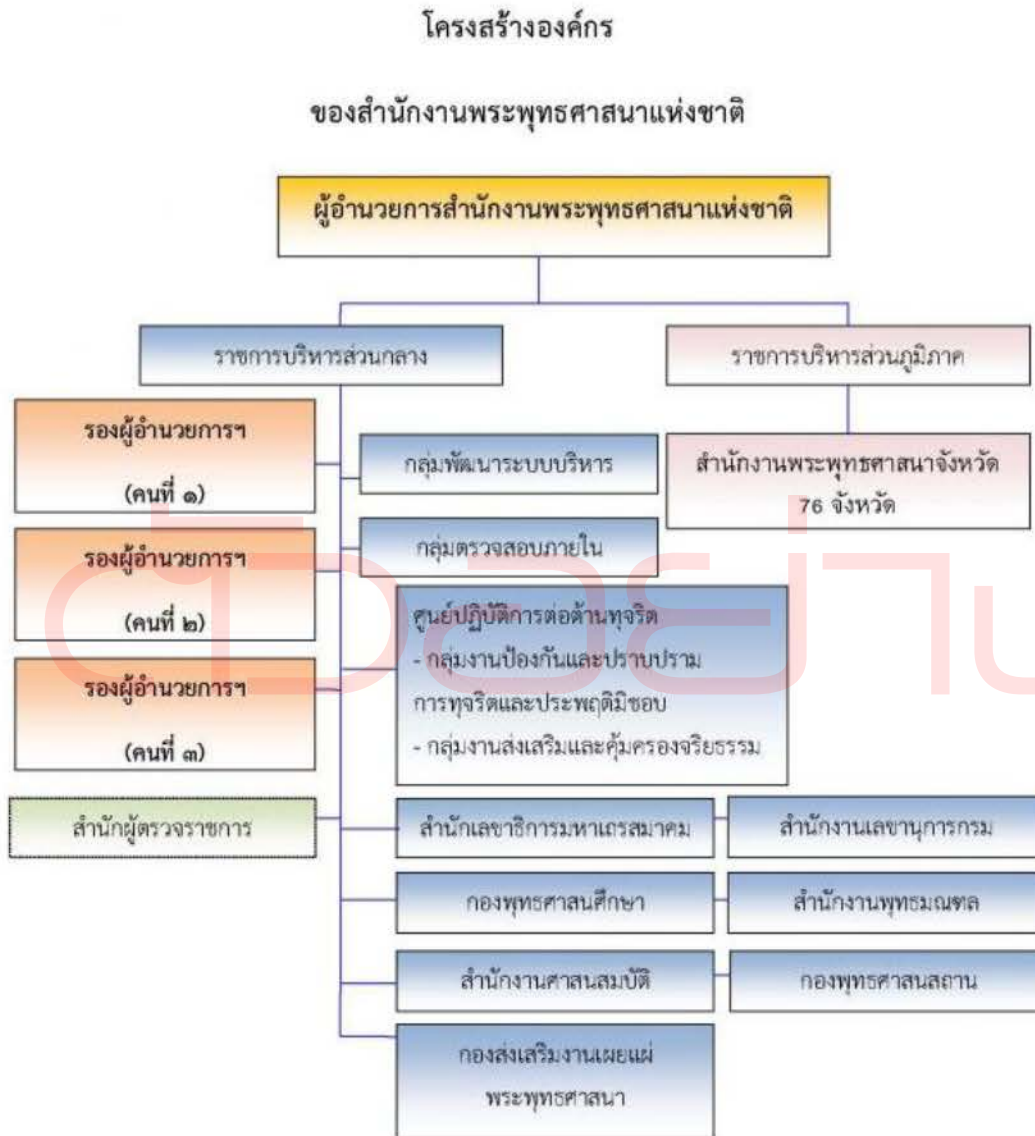 โครงสร้างองค์กร
ของสำนักงานพระพุทธศาสนาแห่งชาติ
ผู้อำนวยการสำนักงานพระพุทธศาสนาแห่งชาติ
ราชการบริหารส่วนกลาง
ราชการบริหารส่วนภูมิภาค
รองผู้อำนวยการฯ
(คนที่ ๑)
กลุ่มพัฒนาระบบบริหาร
สำนักงานพระพุทธศาสนาจังหวัด
76 จังหวัด
รองผู้อำนวยการฯ
(คนที่ ๒)
กลุ่มตรวจสอบภายใน
ศูนย์ปฏิบัติการต่อต้านทุจริต
- กลุ่มงานป้องกันและปราบปราม
การทุจริตและประพฤติมิชอบ
- กลุ่มงานส่งเสริมและคุ้มครองจริยธรรม
รองผู้อำนวยการฯ
(คนที่ ๓)
สำนักผู้ตรวจราชการ
สำนักเลขาธิการมหาเถรสมาคม
สำนักงานเลขานุการกรม
กองพุทธศาสนศึกษา
สำนักงานพุทธมณฑล
สำนักงานศาสนสมบัติ
กองพุทธศาสนสถาน
กองส่งเสริมงานเผยแผ่
พระพุทธศาสนา